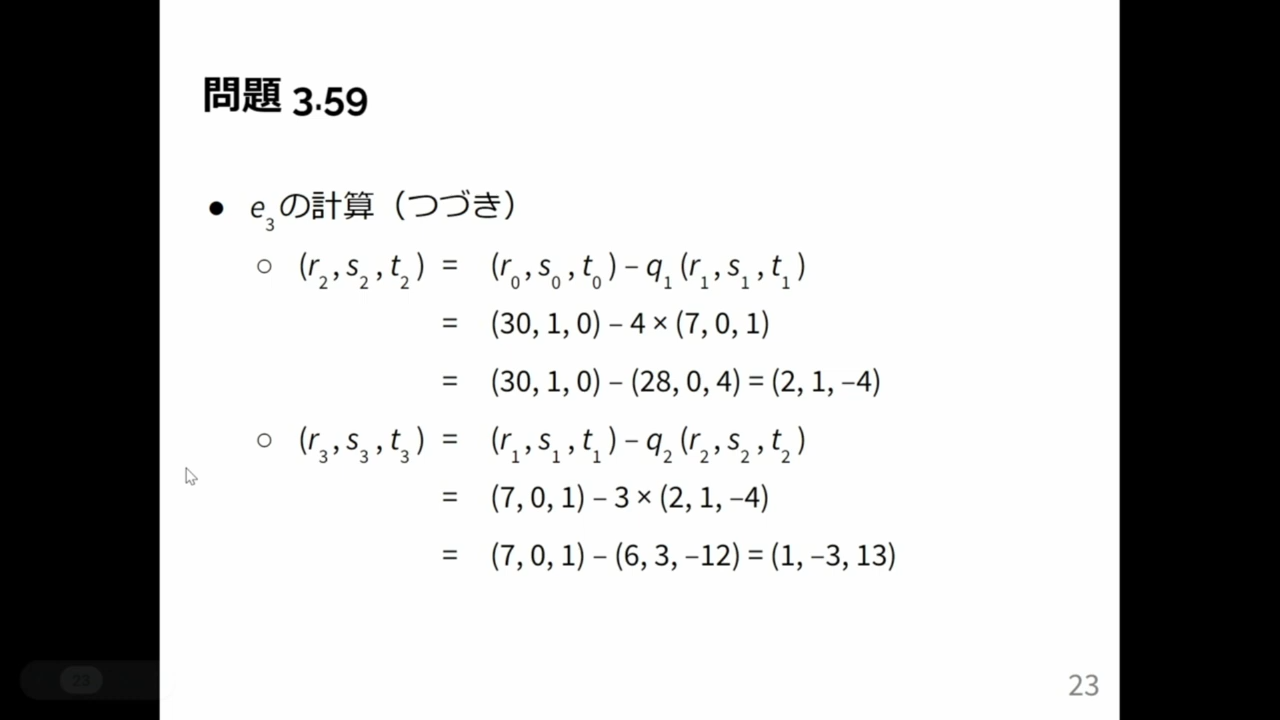 問題 3.59
● e₃の計算（つづき）
○ (r₂, s₂, t₂) = (r₀, s₀, t₀) – q₁ (r₁, s₁, t₁)
= (30, 1, 0) – 4 × (7, 0, 1)
= (30, 1, 0) – (28, 0, 4) = (2, 1, –4)
○ (r₃, s₃, t₃) = (r₁, s₁, t₁) – q₂ (r₂, s₂, t₂)
= (7, 0, 1) – 3 × (2, 1, –4)
= (7, 0, 1) – (6, 3, –12) = (1, –3, 13)
23
23